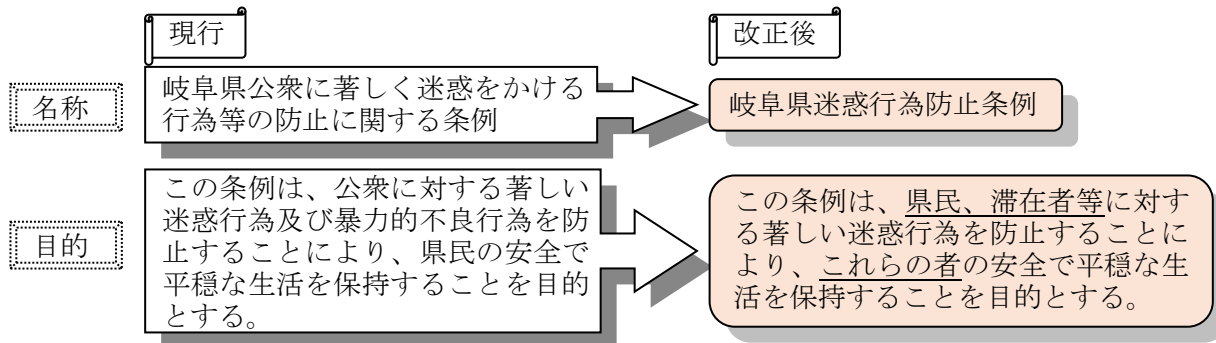 現行
改正後
名称
岐阜県公衆に著しく迷惑をかける
行為等の防止に関する条例
岐阜県迷惑行為防止条例
目的
この条例は、公衆に対する著しい
迷惑行為及び暴力的不良行為を防
止することにより、県民の安全で
平穏な生活を保持することを目的
とする。
この条例は、県民、滞在者等に対す
る著しい迷惑行為を防止することに
より、これらの者の安全で平穏な生
活を保持することを目的とする。